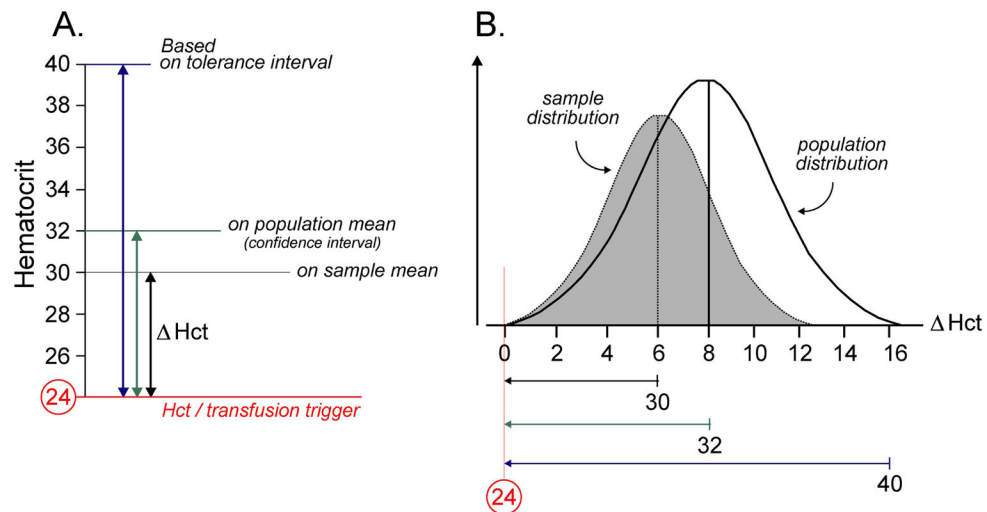 A.
Based
on tolerance interval
40
38
36
34
32
30
28
26
24
Hematocrit
on population mean
(confidence interval)
on sample mean
Δ Hct
Hct / transfusion trigger
B.
sample
distribution
population
distribution
Δ Hct
0 2 4 6 8 10 12 14 16
30
32
40
24